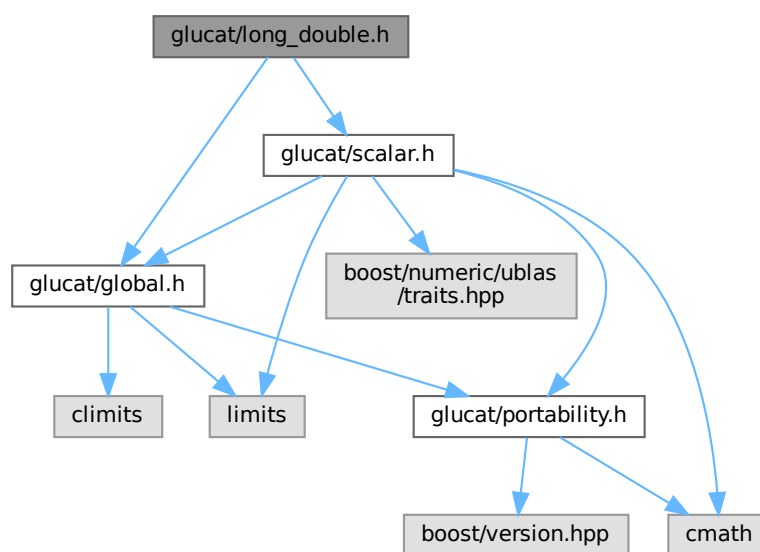 glucat/long_double.h
glucat/scalar.h
glucat/global.h
boost/numeric/ublas
/traits.hpp
climits
limits
glucat/portability.h
boost/version.hpp
cmath